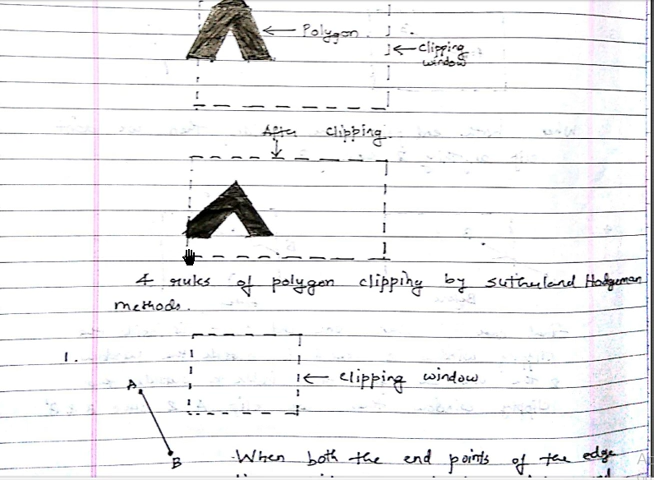 Polygon
clipping
window
After clipping
4 rules of polygon clipping by Sutherland Hodgeman
methods.
1.
clipping window
A
B
When both the end points of the edge